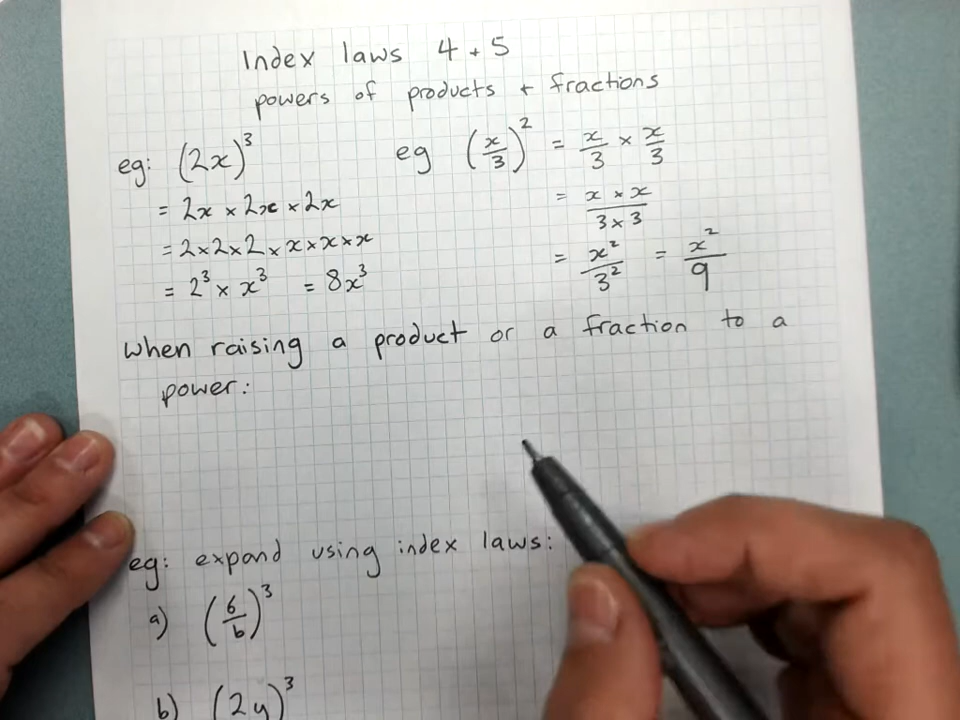 Index laws 4 + 5
powers of products + fractions
eg: (2x)³
= 2x × 2x × 2x
= 2×2×2 × x × x × x
= 2³ × x³ = 8x³
eg (x/3)² = x/3 × x/3
= x × x / 3 × 3
= x²/3² = x²/9
When raising a product or a fraction to a
power:
eg: expand using index laws:
a) (6/b)³
b) (2y)³